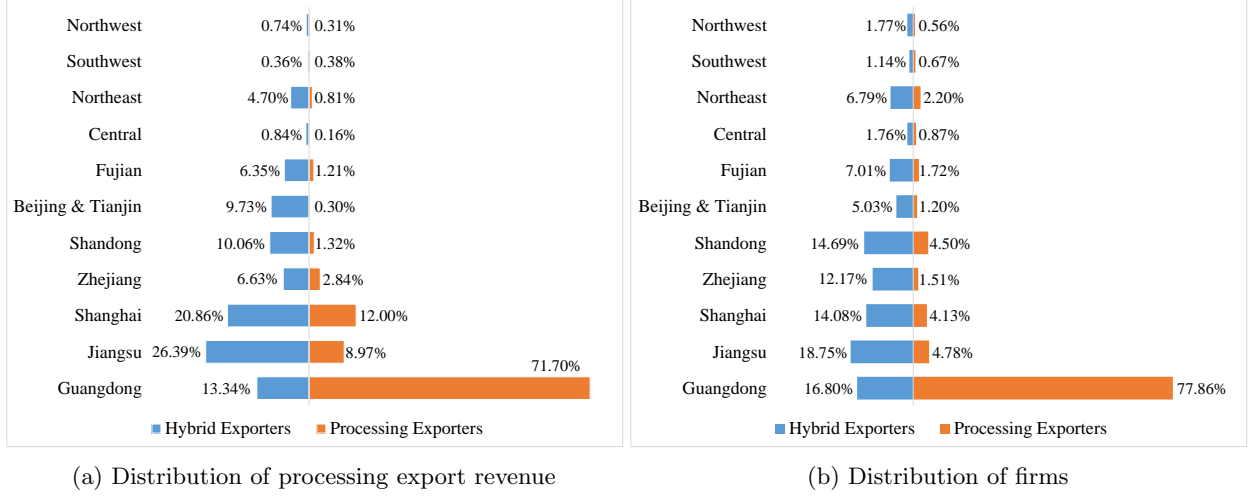 Northwest 0.74% 0.31%
Southwest 0.36% 0.38%
Northeast 4.70% 0.81%
Central 0.84% 0.16%
Fujian 6.35% 1.21%
Beijing & Tianjin 9.73% 0.30%
Shandong 10.06% 1.32%
Zhejiang 6.63% 2.84%
Shanghai 20.86% 12.00%
Jiangsu 26.39% 8.97%
71.70%
Guangdong 13.34%
Hybrid Exporters Processing Exporters
(a) Distribution of processing export revenue
Northwest 1.77% 0.56%
Southwest 1.14% 0.67%
Northeast 6.79% 2.20%
Central 1.76% 0.87%
Fujian 7.01% 1.72%
Beijing & Tianjin 5.03% 1.20%
Shandong 14.69% 4.50%
Zhejiang 12.17% 1.51%
Shanghai 14.08% 4.13%
Jiangsu 18.75% 4.78%
Guangdong 16.80% 77.86%
Hybrid Exporters Processing Exporters
(b) Distribution of firms